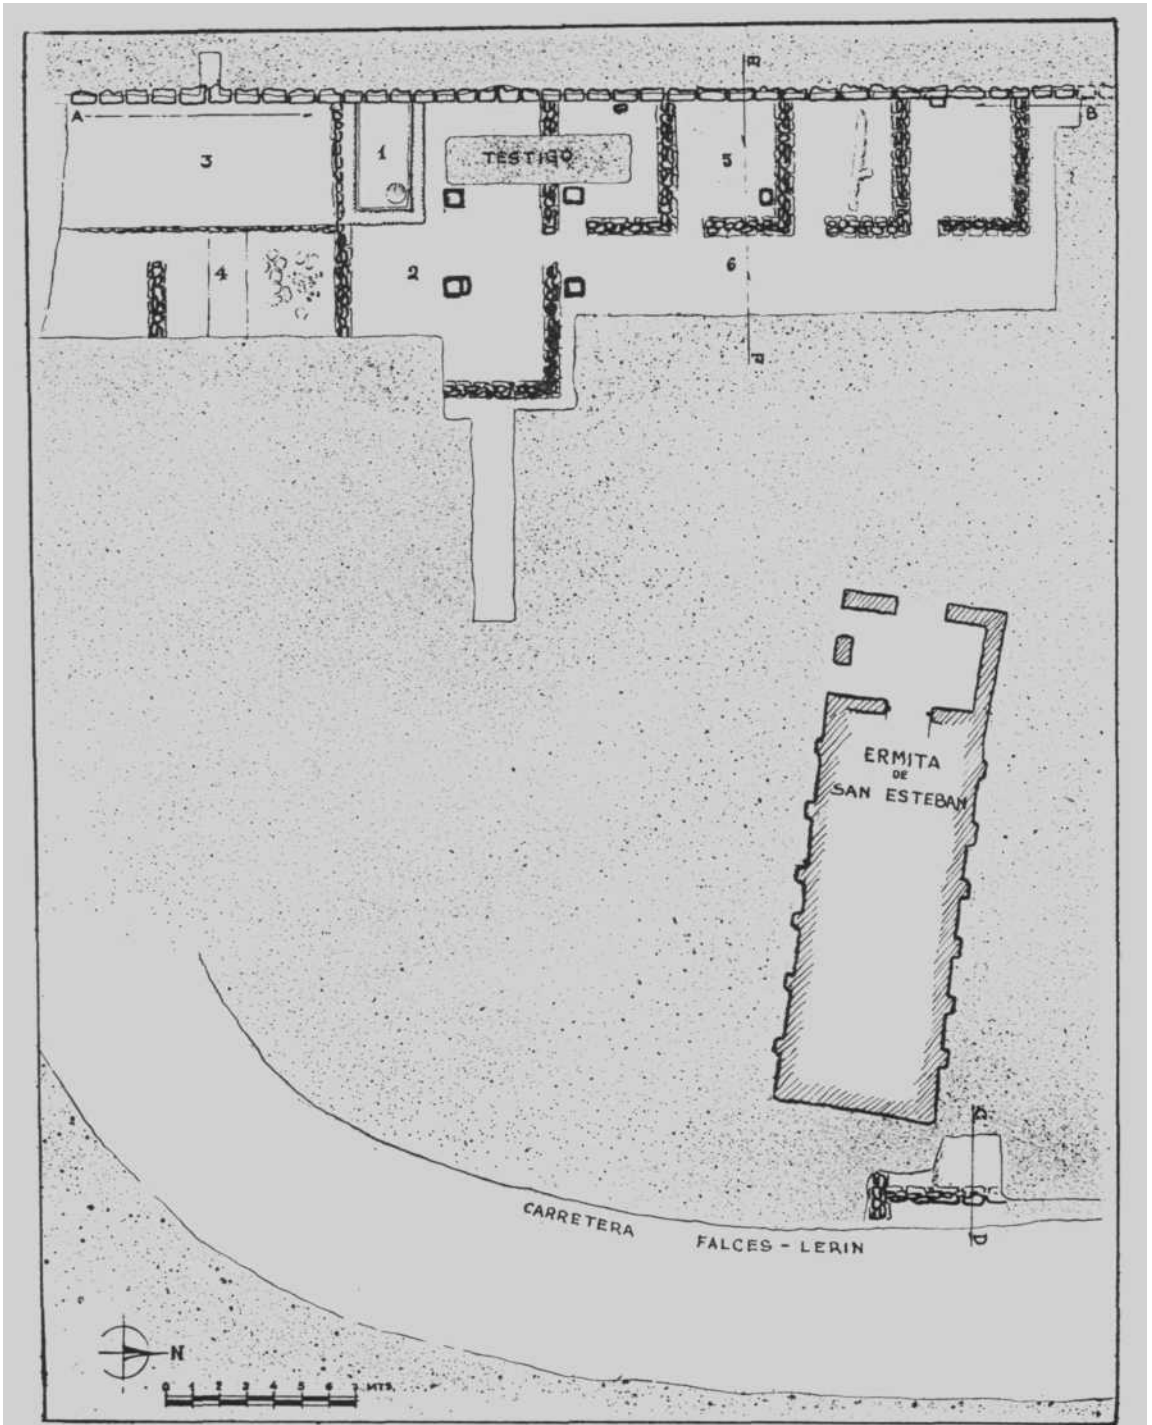 E
A
B
3
1
TESTIGO
5
4
2
6
F
ERMITA
DE
SAN ESTEBAN
C
D
CARRETERA
FALCES - LERIN
N
0 1 2 3 4 5 6 7 MTS.